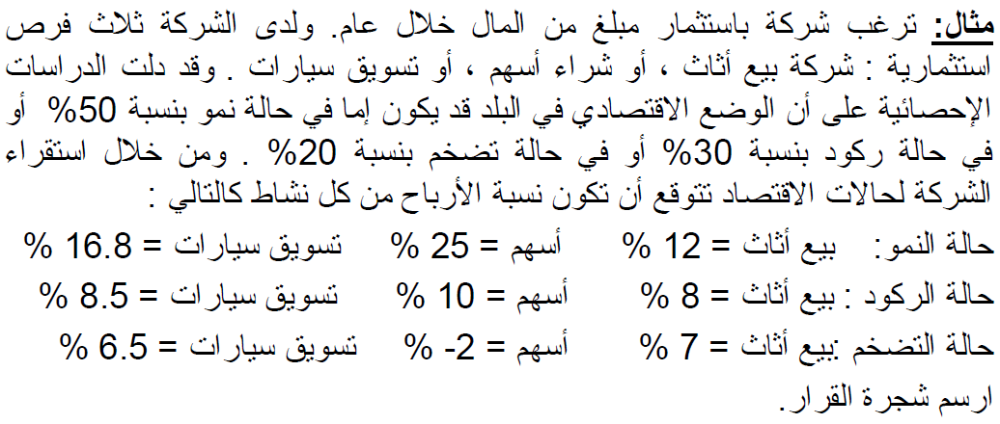 مثال: ترغب شركة باستثمار مبلغ من المال خلال عام. ولدى الشركة ثلاث فرص
استثمارية : شركة بيع أثاث ، أو شراء أسهم ، أو تسويق سيارات . وقد دلت الدراسات
الإحصائية على أن الوضع الاقتصادي في البلد قد يكون إما في حالة نمو بنسبة 50% أو
في حالة ركود بنسبة 30% أو في حالة تضخم بنسبة 20% . ومن خلال استقراء
الشركة لحالات الاقتصاد تتوقع أن تكون نسبة الأرباح من كل نشاط كالتالي :
حالة النمو: بيع أثاث = 12 % أسهم = 25 % تسويق سيارات = 16.8 %
حالة الركود : بيع أثاث = 8 % أسهم = 10 % تسويق سيارات = 8.5 %
حالة التضخم :بيع أثاث = 7 % أسهم = 2- % تسويق سيارات = 6.5 %
ارسم شجرة القرار.